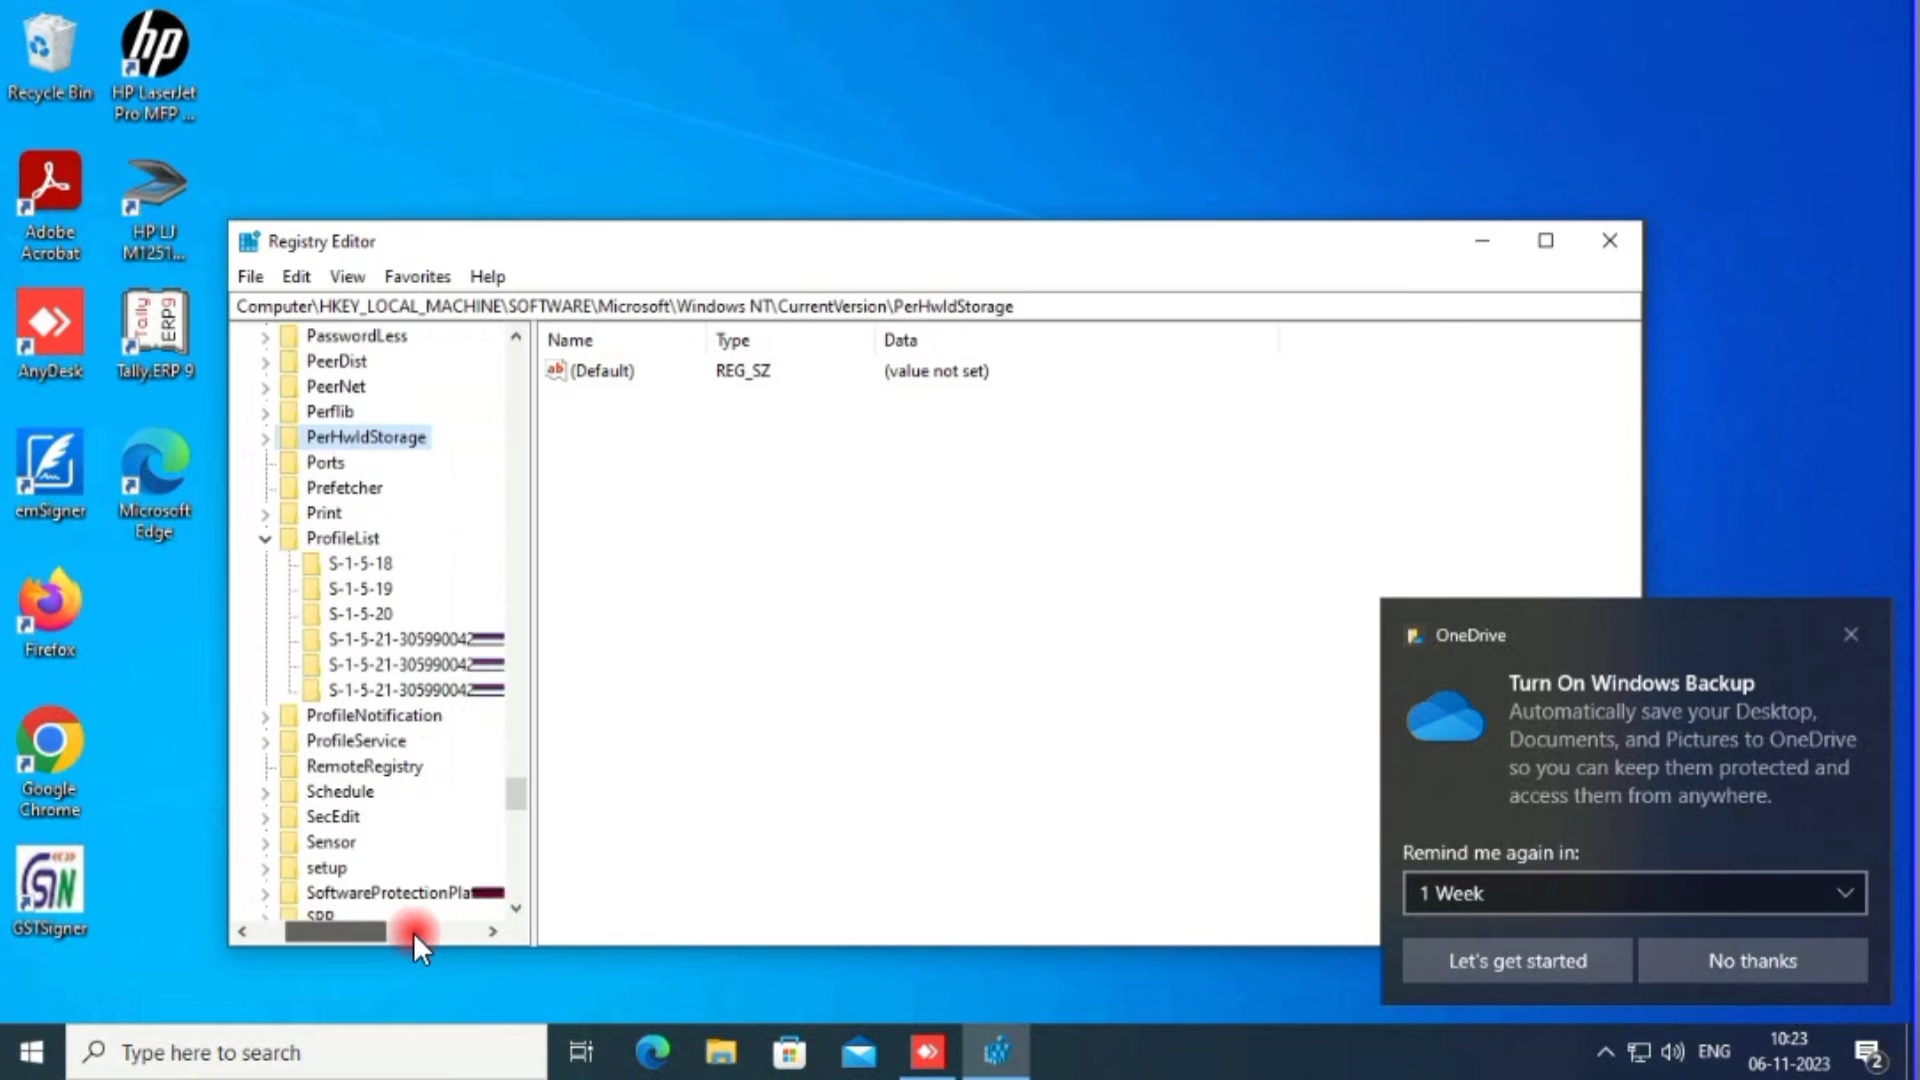 Recycle Bin
HP LaserJet
Pro MFP ...
Adobe
Acrobat
HP LJ
M1251...
AnyDesk
Tally.ERP 9
emSigner
Microsoft
Edge
Firefox
Google
Chrome
GSTSigner
Registry Editor
File Edit View Favorites Help
Computer\HKEY_LOCAL_MACHINE\SOFTWARE\Microsoft\Windows NT\CurrentVersion\PerHwIdStorage
PasswordLess
PeerDist
PeerNet
Perflib
PerHwIdStorage
Ports
Prefetcher
Print
ProfileList
S-1-5-18
S-1-5-19
S-1-5-20
S-1-5-21-305990042
S-1-5-21-305990042
S-1-5-21-305990042
ProfileNotification
ProfileService
RemoteRegistry
Schedule
SecEdit
Sensor
setup
SoftwareProtectionPla
SPP
Name Type Data
ab (Default) REG_SZ (value not set)
OneDrive
Turn On Windows Backup
Automatically save your Desktop,
Documents, and Pictures to OneDrive
so you can keep them protected and
access them from anywhere.
Remind me again in:
1 Week
Let's get started No thanks
Type here to search
ENG
10:23
06-11-2023
2